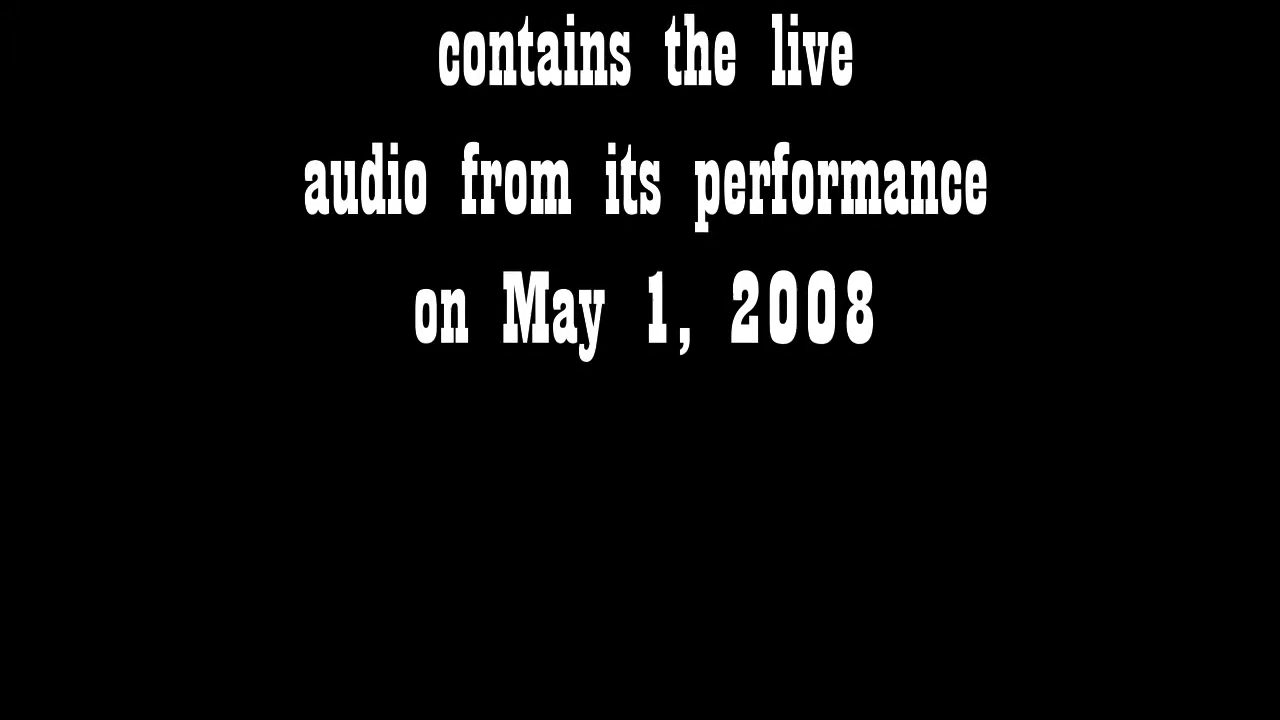 contains the live
audio from its performance
on May 1, 2008